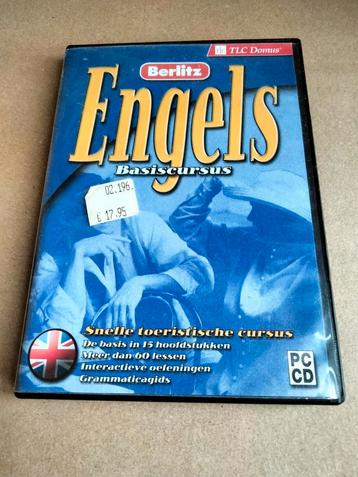 TLC Domus
Berlitz
Engels
Basiscursus
02.196.
€ 17.95
Snelle toeristische cursus
De basis in 15 hoofdstukken
Meer dan 60 lessen
Interactieve oefeningen
Grammaticagids
PC
CD